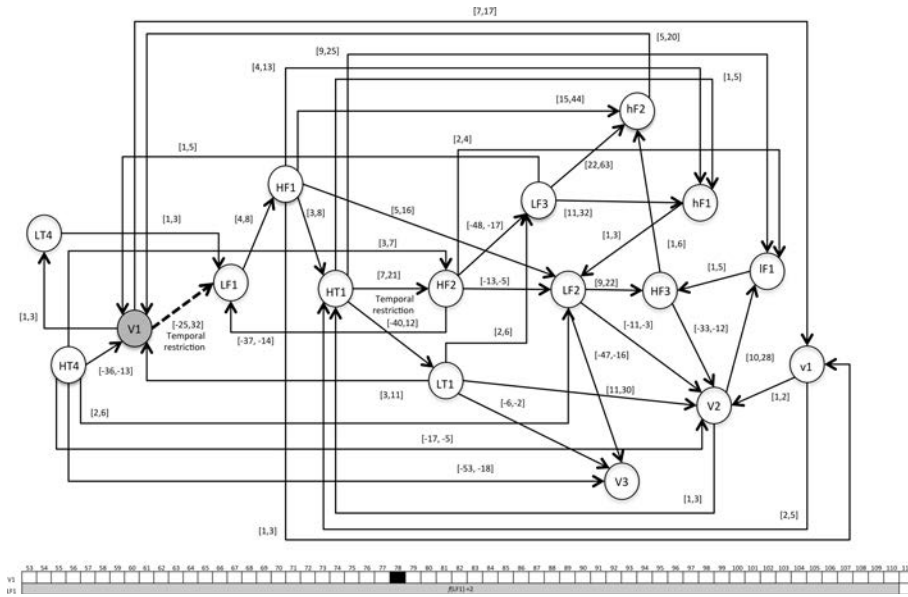 [7,17]
[5,20]
[9,25]
[4,13]
[1,5]
[15,44]
hF2
[2,4]
[1,5]
[22,63]
HF1
LF3
hF1
[5,16]
[1,3]
[4,8]
[3,8]
[-48, -17]
[11,32]
LT4
[3,7]
[1,3]
[1,6]
lF1
[1,5]
LF1
HT1
[7,21]
HF2
[-13,-5]
LF2
[9,22]
HF3
Temporal
restriction
[1,3]
V1
[-25,32]
Temporal
restriction
[-37, -14]
[-40,12]
[-11,-3]
[-33,-12]
[2,6]
[-47,-16]
[10,28]
HT4
[-36,-13]
v1
LT1
[3,11]
[11,30]
[-6,-2]
V2
[1,2]
[2,6]
[-17, -5]
[-53, -18]
V3
[1,3]
[2,5]
[1,3]
53 54 55 56 57 58 59 60 61 62 63 64 65 66 67 68 69 70 71 72 73 74 75 76 77 78 79 80 81 82 83 84 85 86 87 88 89 90 91 92 93 94 95 96 97 98 99 100 101 102 103 104 105 106 107 108 109 110
V1
LF1